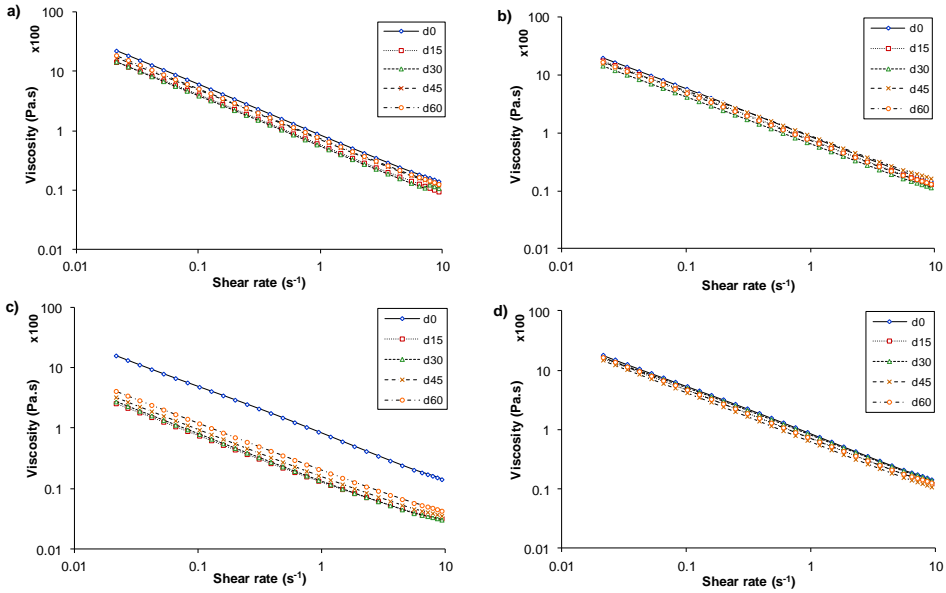 a)
x100
Viscosity (Pa.s)
100
10
1
0.1
0.01
0.01
0.1
1
10
Shear rate (s⁻¹)
d0
d15
d30
d45
d60
b)
x100
Viscosity (Pa.s)
100
10
1
0.1
0.01
0.01
0.1
1
10
Shear rate (s⁻¹)
d0
d15
d30
d45
d60
c)
x100
Viscosity (Pa.s)
100
10
1
0.1
0.01
0.01
0.1
1
10
Shear rate (s⁻¹)
d0
d15
d30
d45
d60
d)
x100
Viscosity (Pa.s)
100
10
1
0.1
0.01
0.01
0.1
1
10
Shear rate (s⁻¹)
d0
d15
d30
d45
d60